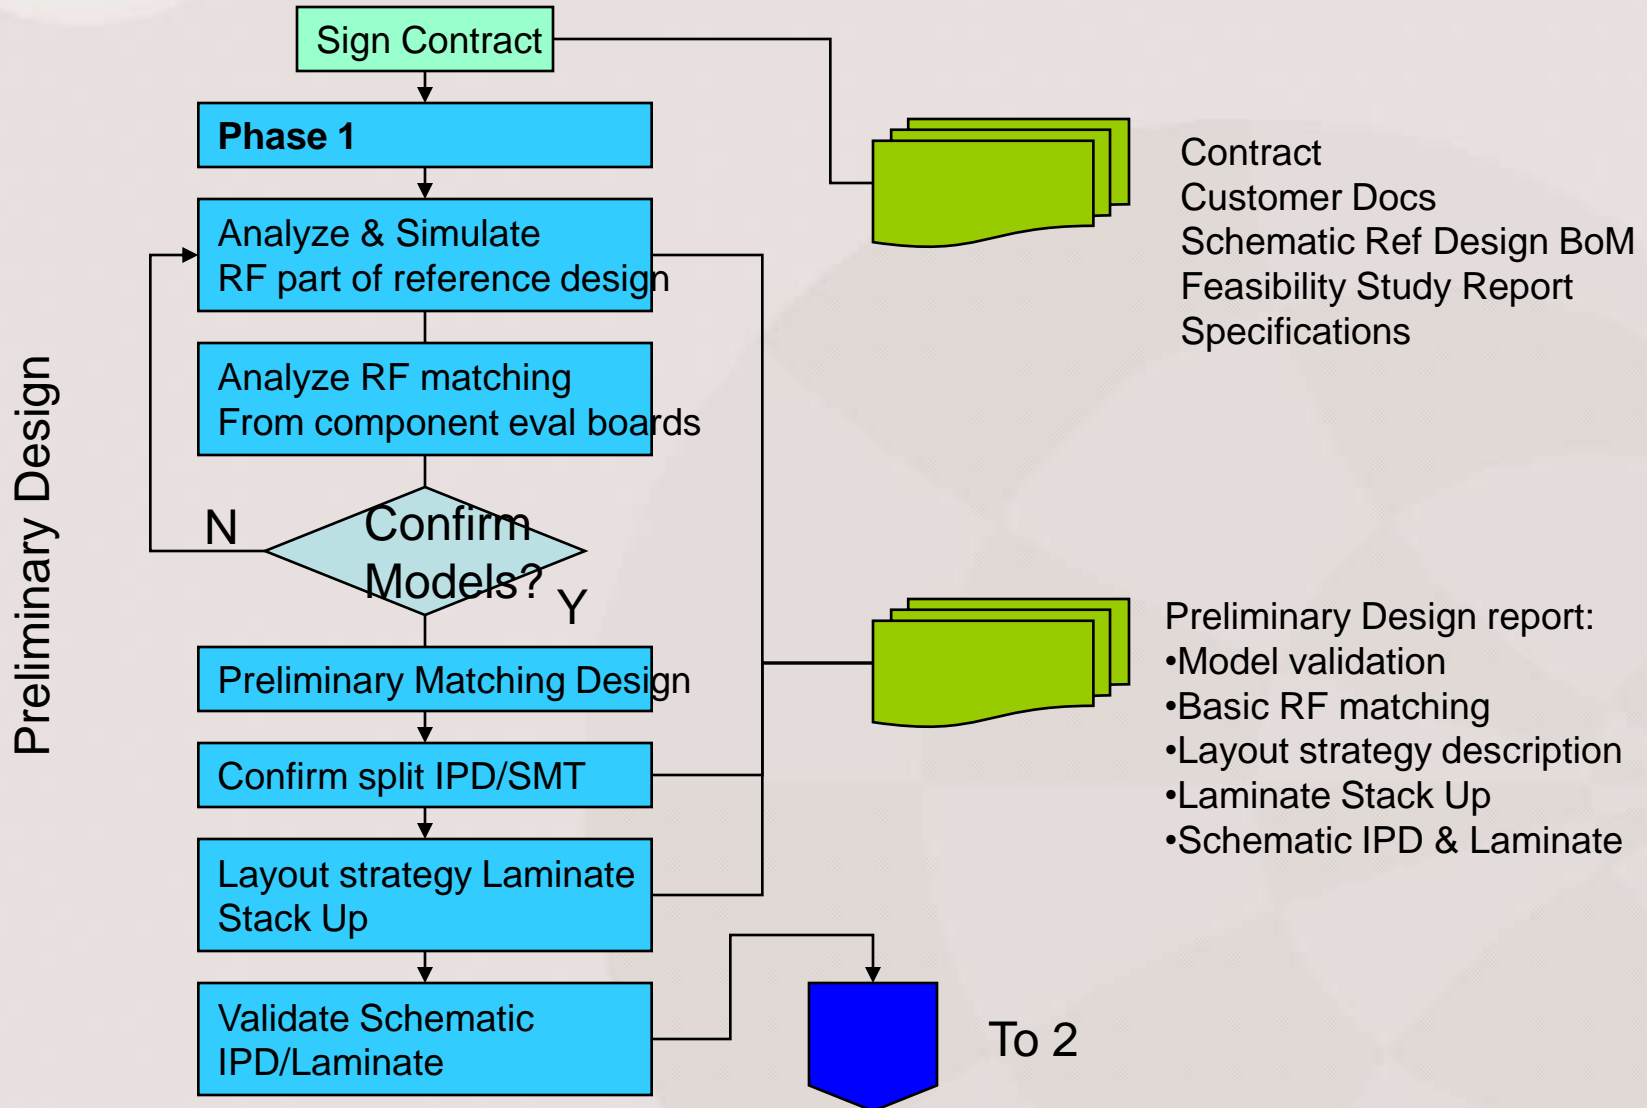 Preliminary Design
Sign Contract
Phase 1
Analyze & Simulate
RF part of reference design
Analyze RF matching
From component eval boards
N
Confirm
Models?
Y
Preliminary Matching Design
Confirm split IPD/SMT
Layout strategy Laminate
Stack Up
Validate Schematic
IPD/Laminate
Contract
Customer Docs
Schematic Ref Design BoM
Feasibility Study Report
Specifications
Preliminary Design report:
•Model validation
•Basic RF matching
•Layout strategy description
•Laminate Stack Up
•Schematic IPD & Laminate
To 2